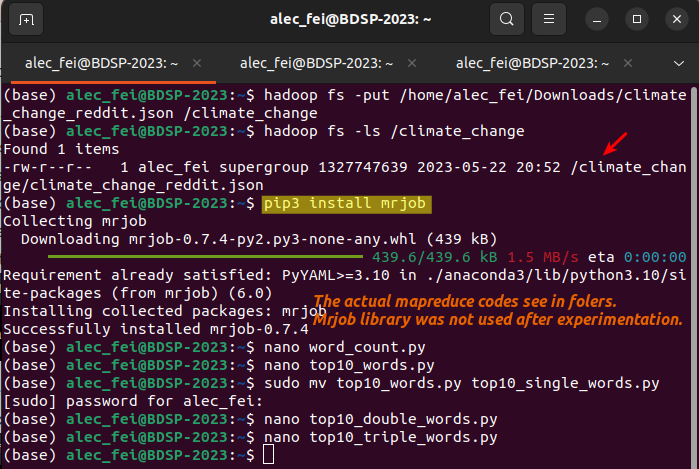 alec_fei@BDSP-2023: ~
alec_fei@BDSP-2023: ~
alec_fei@BDSP-2023: ~
alec_fei@BDSP-2023: ~
(base) alec_fei@BDSP-2023:~$ hadoop fs -put /home/alec_fei/Downloads/climate
_change_reddit.json /climate_change
(base) alec_fei@BDSP-2023:~$ hadoop fs -ls /climate_change
Found 1 items
-rw-r--r--   1 alec_fei supergroup 1327747639 2023-05-22 20:52 /climate_chan
ge/climate_change_reddit.json
(base) alec_fei@BDSP-2023:~$ pip3 install mrjob
Collecting mrjob
  Downloading mrjob-0.7.4-py2.py3-none-any.whl (439 kB)
439.6/439.6 kB 1.5 MB/s eta 0:00:00
Requirement already satisfied: PyYAML>=3.10 in ./anaconda3/lib/python3.10/si
te-packages (from mrjob) (6.0)
The actual mapreduce codes see in folers.
Installing collected packages: mrjob
Mrjob library was not used after experimentation.
Successfully installed mrjob-0.7.4
(base) alec_fei@BDSP-2023:~$ nano word_count.py
(base) alec_fei@BDSP-2023:~$ nano top10_words.py
(base) alec_fei@BDSP-2023:~$ sudo mv top10_words.py top10_single_words.py
[sudo] password for alec_fei:
(base) alec_fei@BDSP-2023:~$ nano top10_double_words.py
(base) alec_fei@BDSP-2023:~$ nano top10_triple_words.py
(base) alec_fei@BDSP-2023:~$